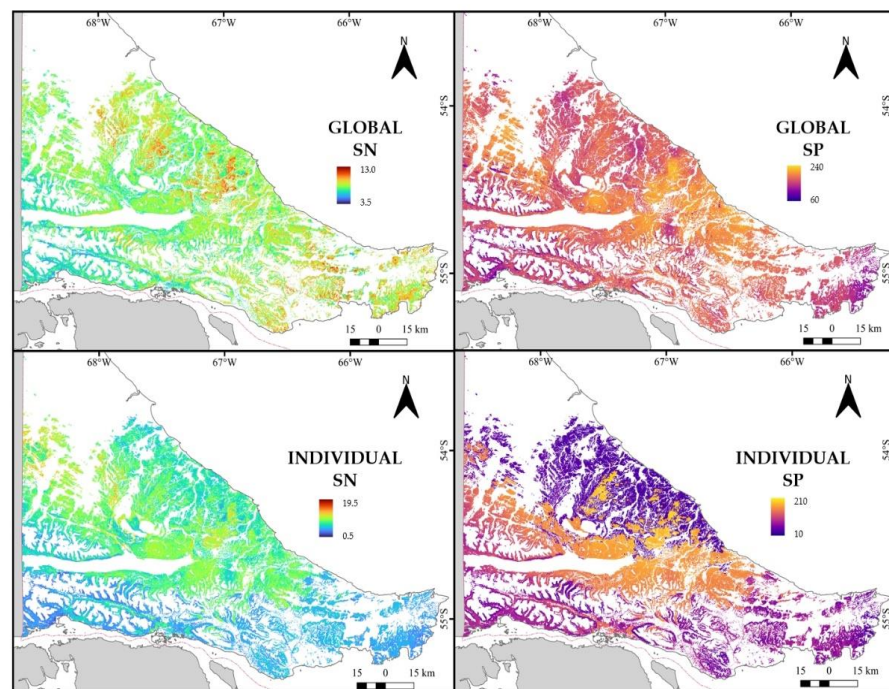 68°W 67°W 66°W
N
54°S
GLOBAL
SN
13.0
3.5
55°S
15 0 15 km
68°W 67°W 66°W
N
54°S
GLOBAL
SP
240
60
55°S
15 0 15 km
68°W 67°W 66°W
N
54°S
INDIVIDUAL
SN
19.5
0.5
55°S
15 0 15 km
68°W 67°W 66°W
N
54°S
INDIVIDUAL
SP
210
10
55°S
15 0 15 km